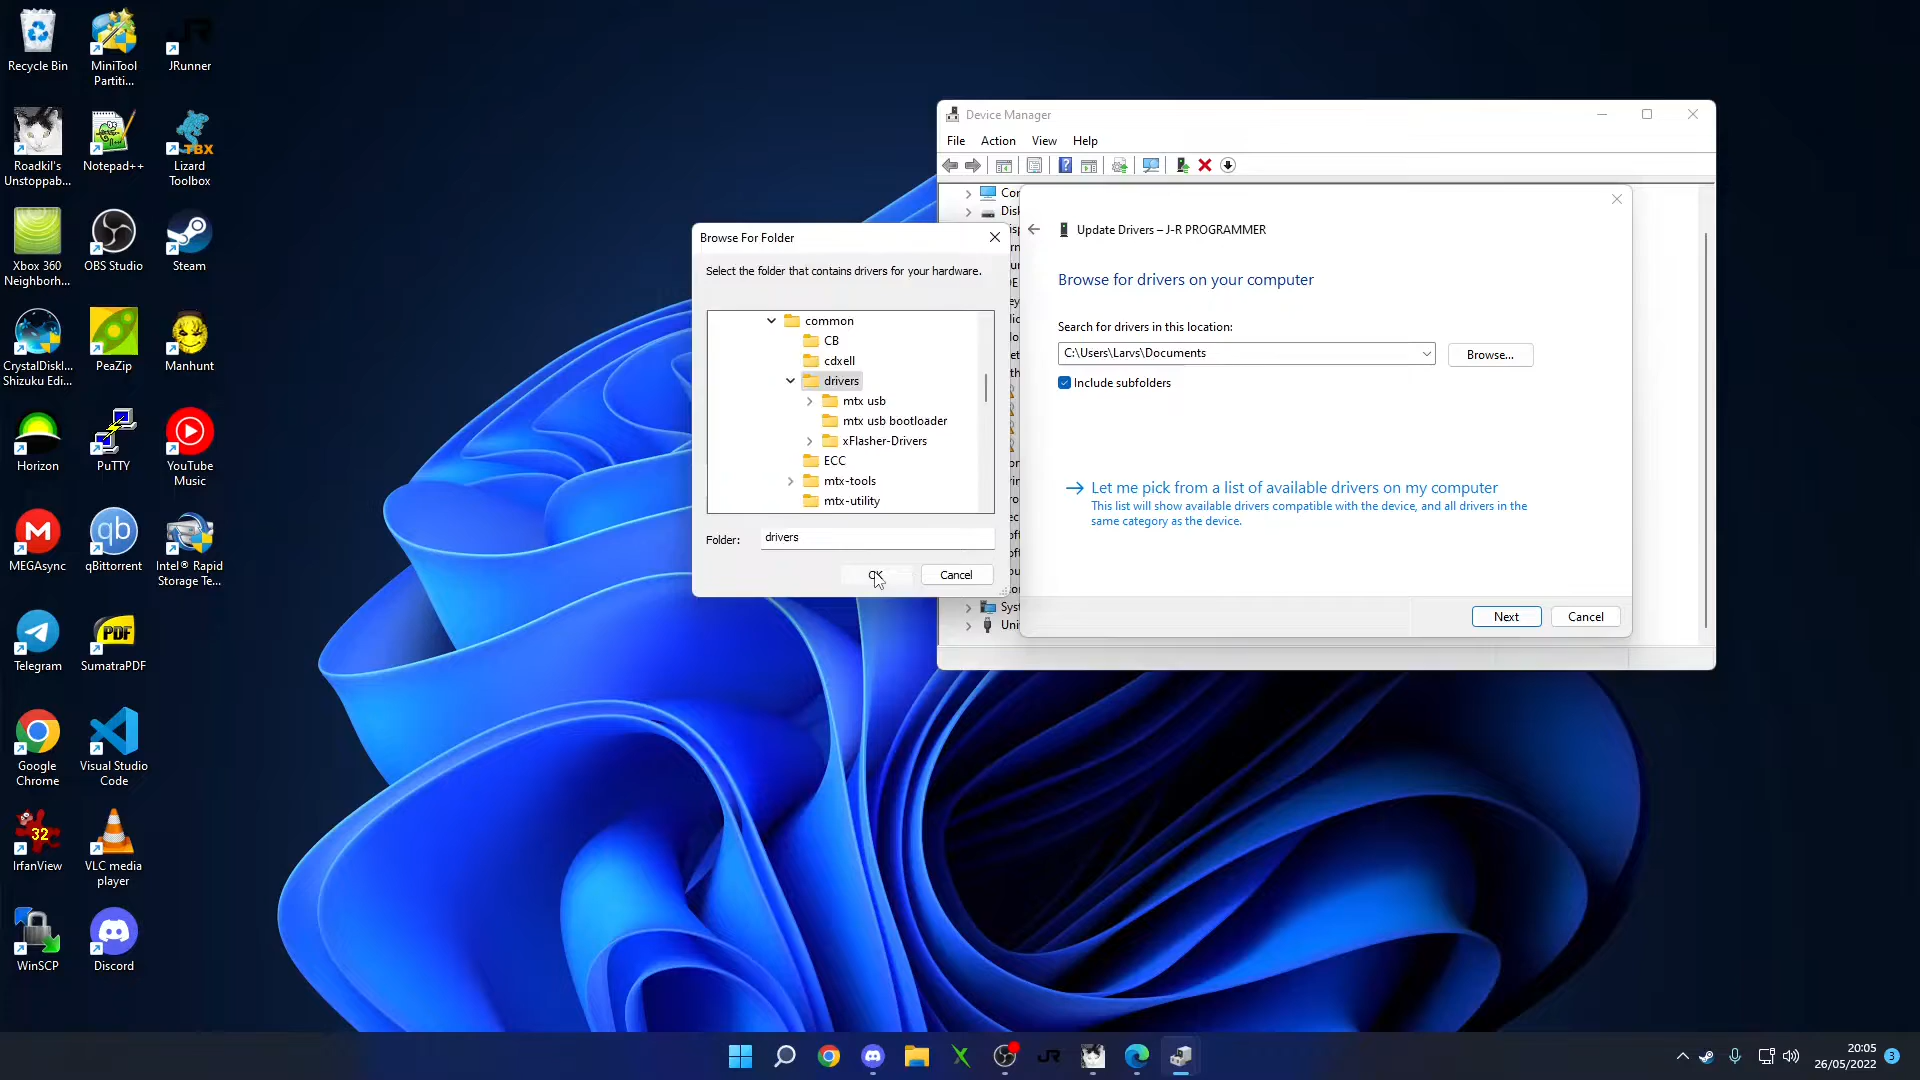 Recycle Bin
MiniTool
Partiti...
JRunner
Roadkil's
Unstoppab...
Notepad++
TBX
Lizard
Toolbox
Xbox 360
Neighborh...
OBS Studio
Steam
CrystalDiskI...
Shizuku Edi...
PeaZip
Manhunt
Horizon
PuTTY
YouTube
Music
MEGAsync
qb
qBittorrent
Intel® Rapid
Storage Te...
Telegram
PDF
SumatraPDF
Google
Chrome
Visual Studio
Code
32
IrfanView
VLC media
player
WinSCP
Discord
Device Manager
File Action View Help
Browse For Folder
Select the folder that contains drivers for your hardware.
common
CB
cdxell
drivers
mtx usb
mtx usb bootloader
xFlasher-Drivers
ECC
mtx-tools
mtx-utility
Folder: drivers
Cancel
Update Drivers – J-R PROGRAMMER
Browse for drivers on your computer
Search for drivers in this location:
C:\Users\Larvs\Documents
Browse...
Include subfolders
Let me pick from a list of available drivers on my computer
This list will show available drivers compatible with the device, and all drivers in the
same category as the device.
Next
Cancel
20:05
26/05/2022
3